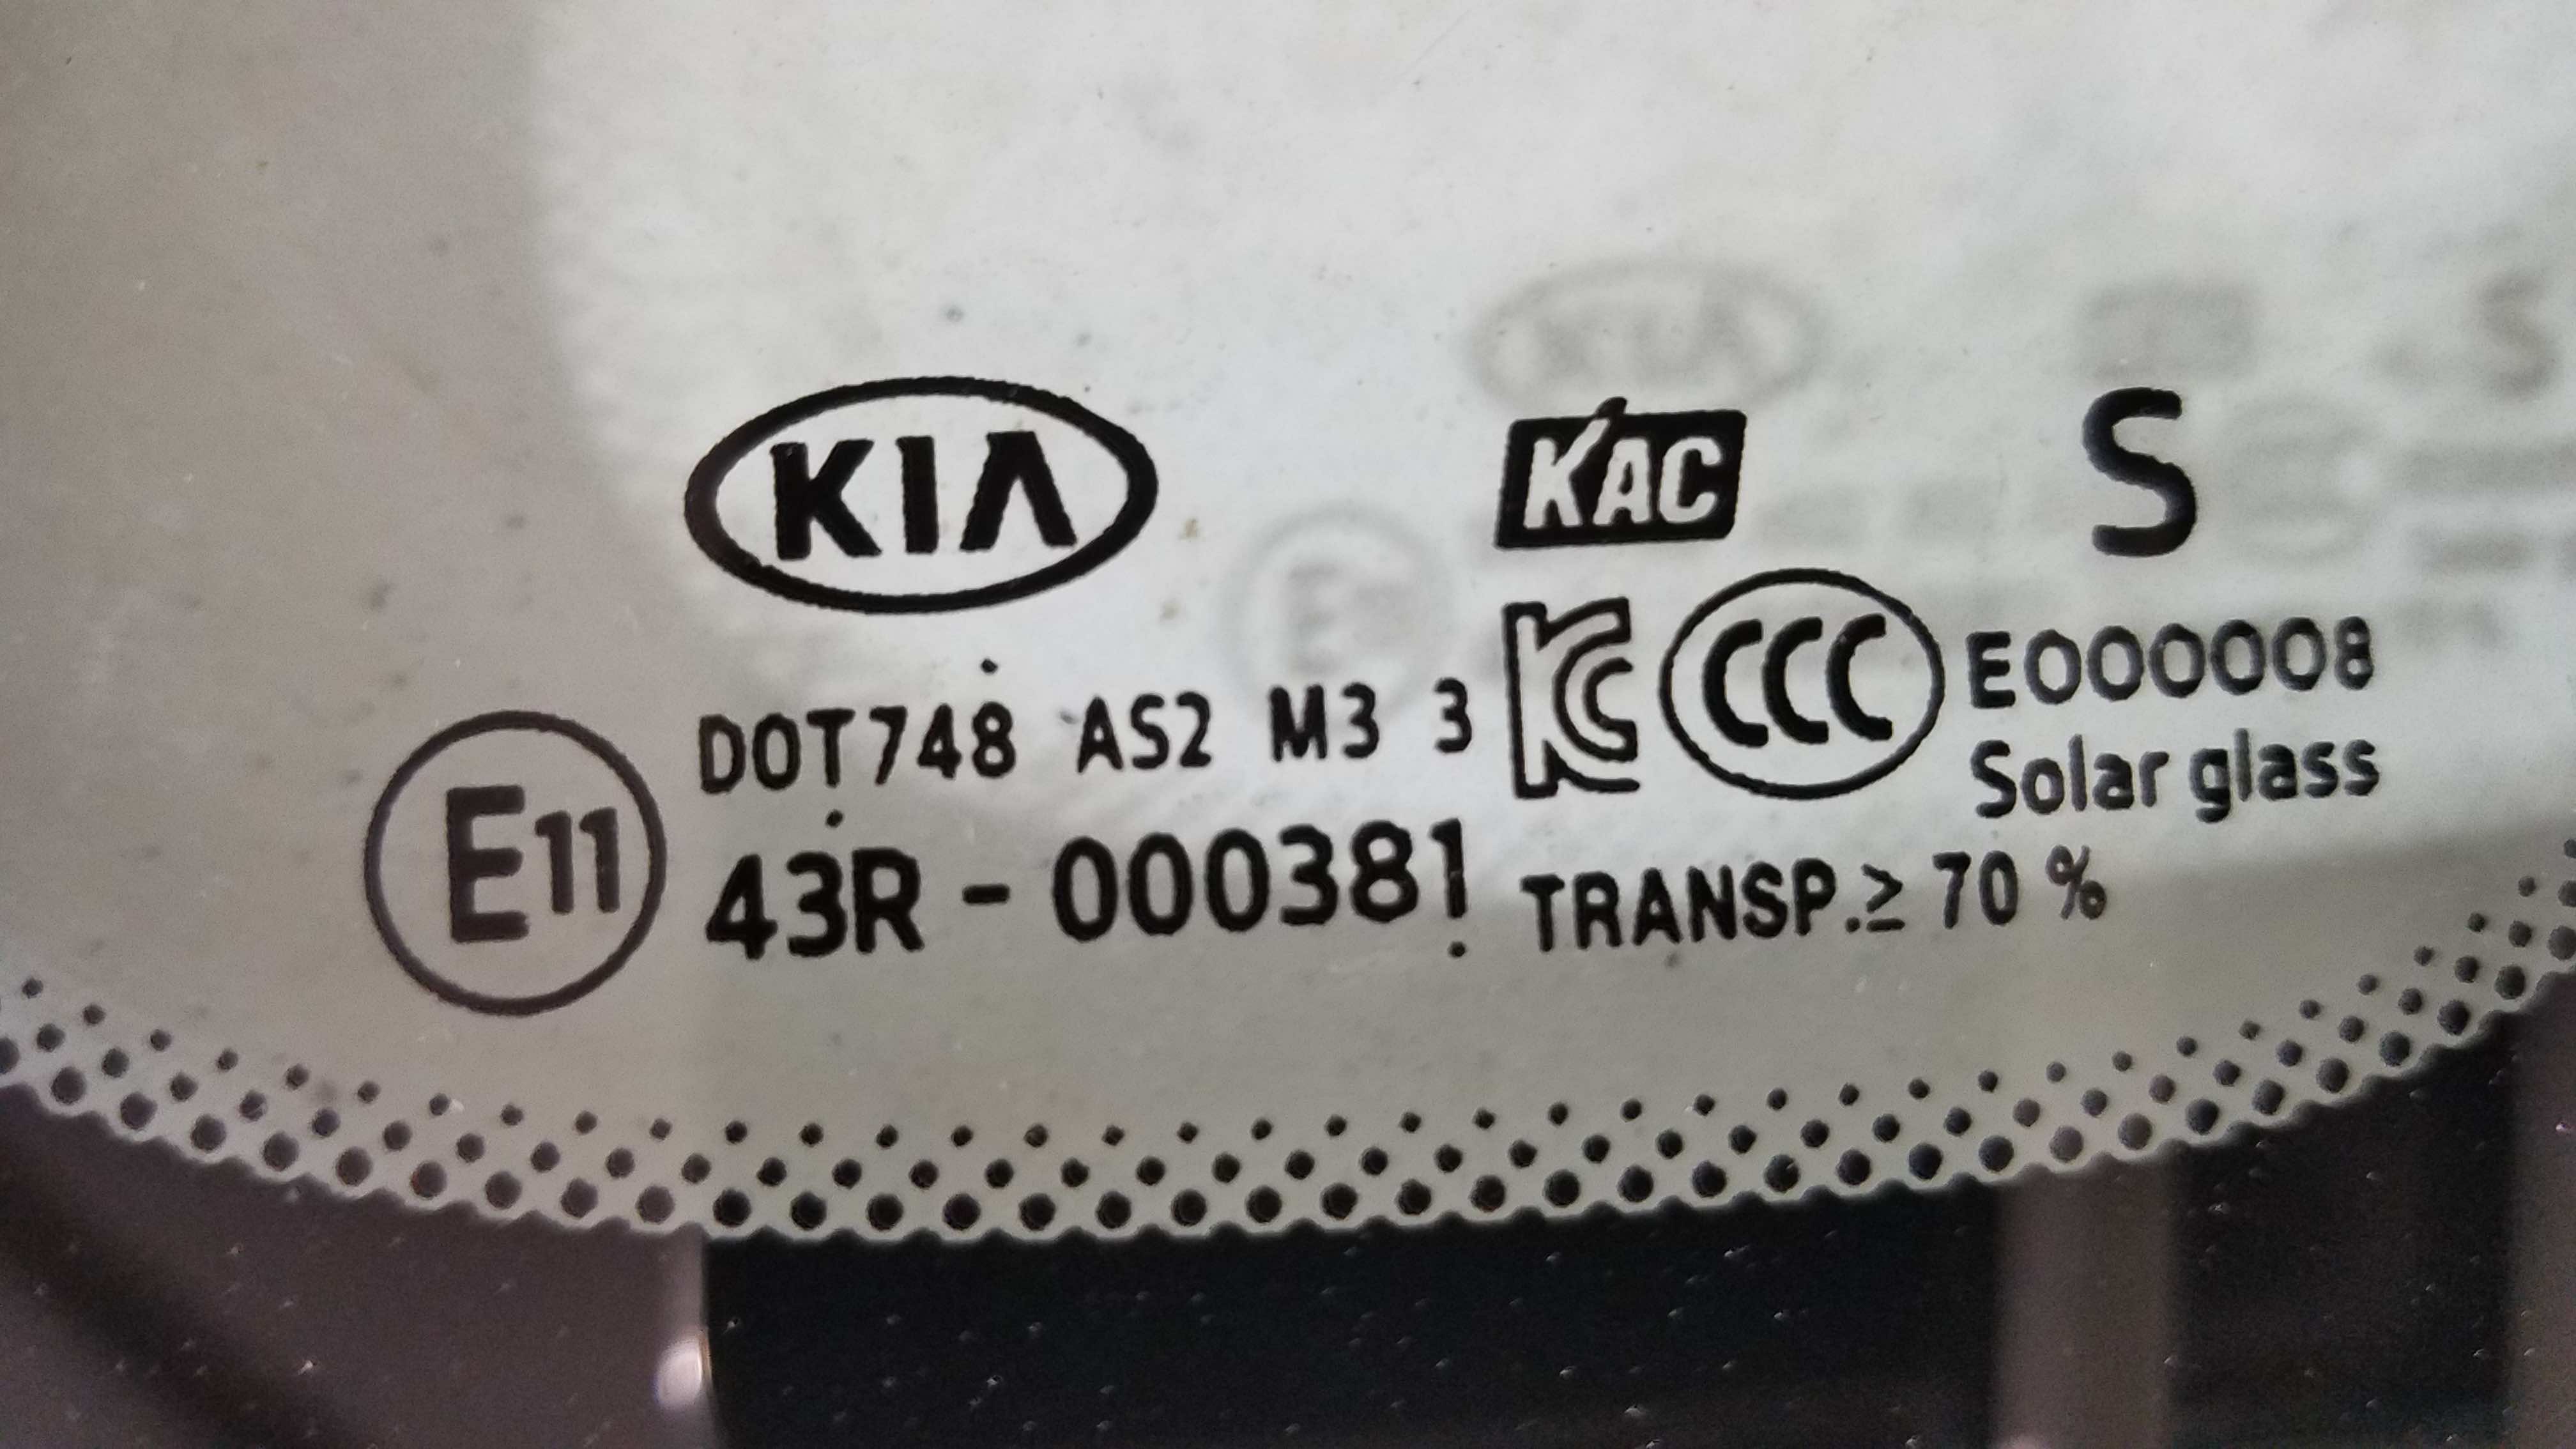 KIA KAC S
DOT748 AS2 M3 3 KC CCC E000008
Solar glass
E11 43R - 000381 TRANSP.≥ 70 %